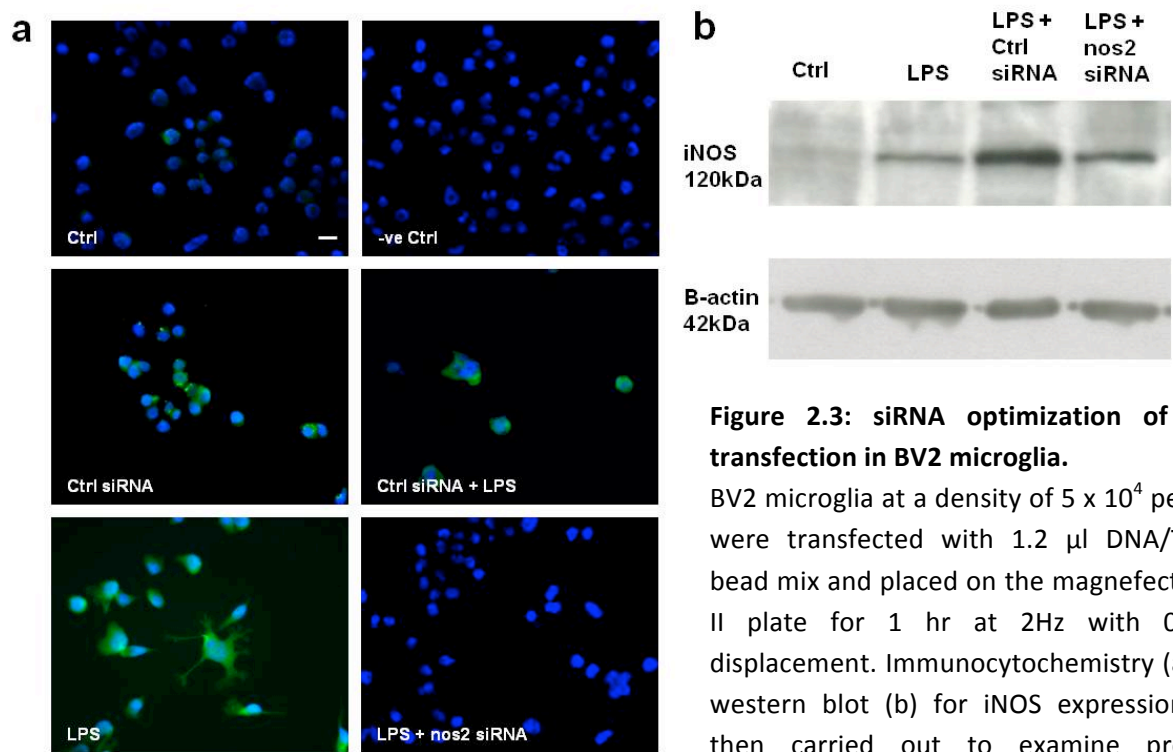 a
Ctrl
-ve Ctrl
Ctrl siRNA
Ctrl siRNA + LPS
LPS
LPS + nos2 siRNA
b
Ctrl
LPS
LPS +
Ctrl
siRNA
LPS +
nos2
siRNA
iNOS
120kDa
B-actin
42kDa
Figure 2.3: siRNA optimization of
transfection in BV2 microglia.
BV2 microglia at a density of 5 x 10⁴ pe
were transfected with 1.2 µl DNA/
bead mix and placed on the magnefect
II plate for 1 hr at 2Hz with 0
displacement. Immunocytochemistry (
western blot (b) for iNOS expression
then carried out to examine pr